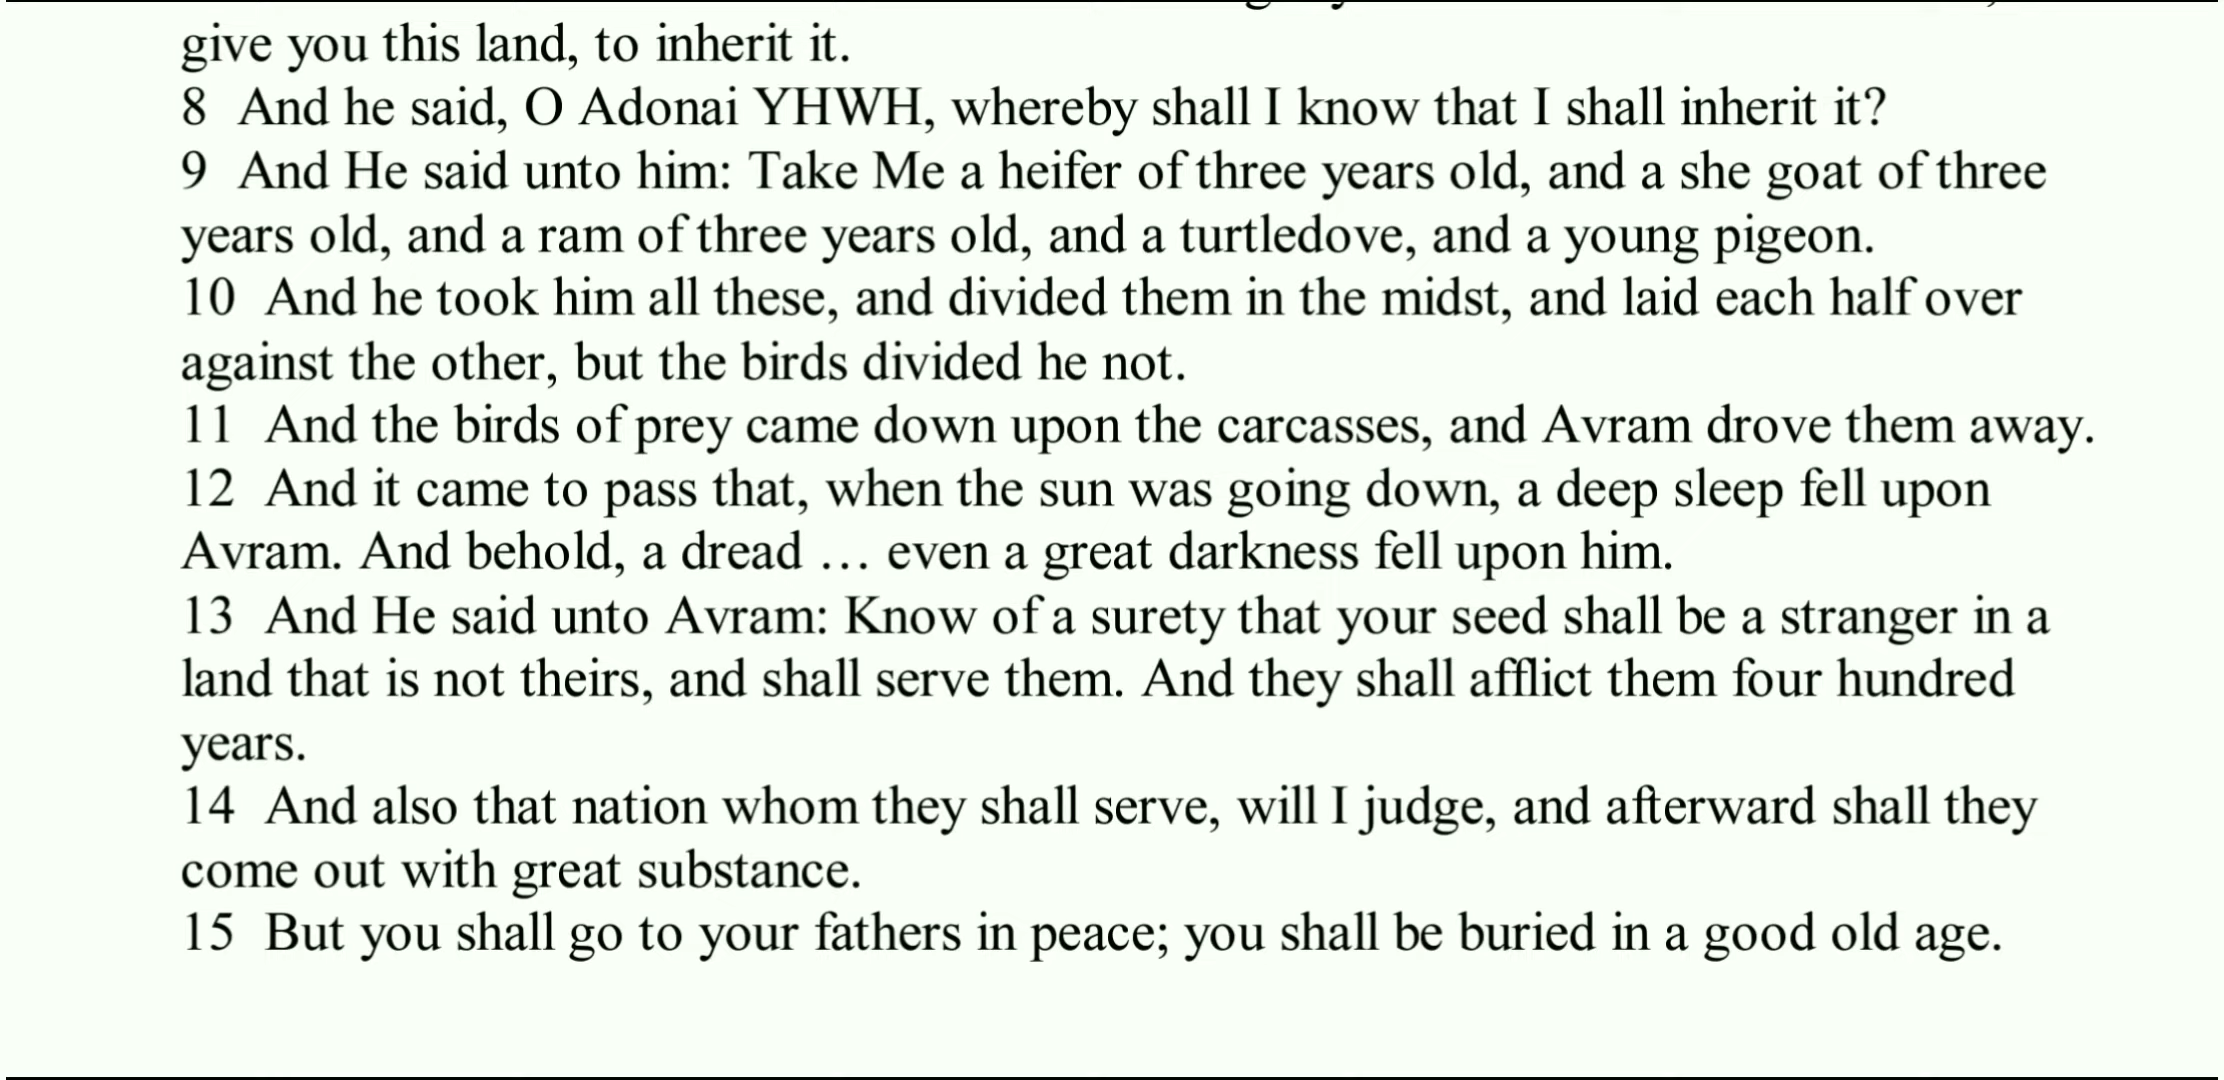 give you this land, to inherit it.
8 And he said, O Adonai YHWH, whereby shall I know that I shall inherit it?
9 And He said unto him: Take Me a heifer of three years old, and a she goat of three
years old, and a ram of three years old, and a turtledove, and a young pigeon.
10 And he took him all these, and divided them in the midst, and laid each half over
against the other, but the birds divided he not.
11 And the birds of prey came down upon the carcasses, and Avram drove them away.
12 And it came to pass that, when the sun was going down, a deep sleep fell upon
Avram. And behold, a dread … even a great darkness fell upon him.
13 And He said unto Avram: Know of a surety that your seed shall be a stranger in a
land that is not theirs, and shall serve them. And they shall afflict them four hundred
years.
14 And also that nation whom they shall serve, will I judge, and afterward shall they
come out with great substance.
15 But you shall go to your fathers in peace; you shall be buried in a good old age.